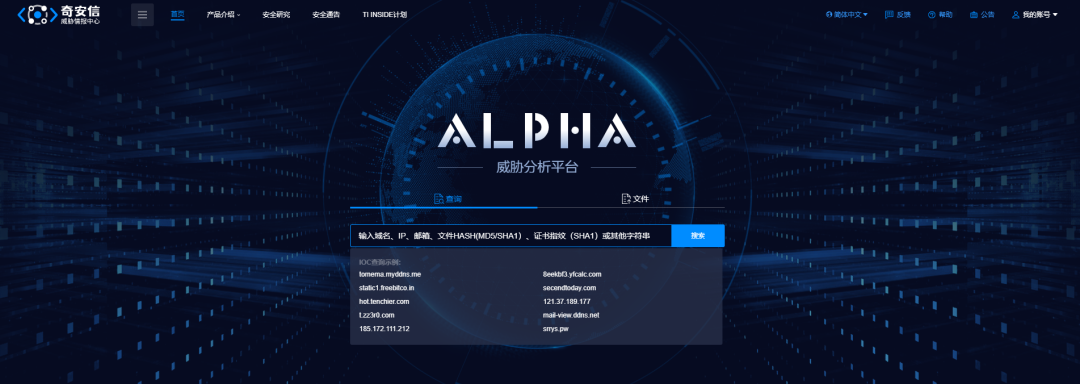 奇安信
威胁情报中心
首页 产品介绍 安全研究 安全通告 TI INSIDE计划 简体中文 反馈 帮助 公告 我的账号
ALPHA
威胁分析平台
查询 文件
输入域名、IP、邮箱、文件HASH(MD5/SHA1）、证书指纹（SHA1）或其他字符串 搜索
IOC查询示例:
tomema.myddns.me 8eekbf3.yfcalc.com
static1.freebitco.in secendtoday.com
hot.tenchier.com 121.37.189.177
t.zz3r0.com mail-view.ddns.net
185.172.111.212 srrys.pw